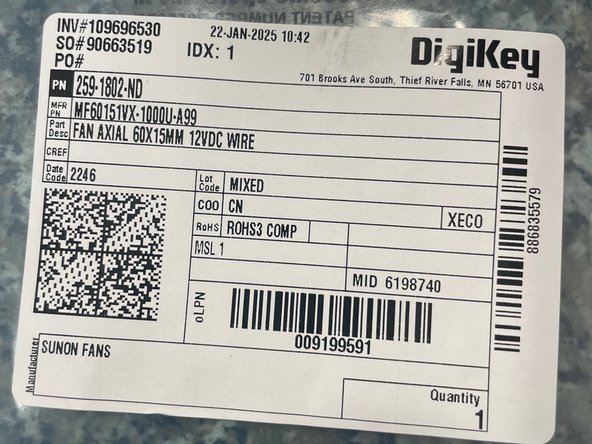 INV#109696530
SO#90663519
PO#
22-JAN-2025 10:42
IDX: 1
DigiKey
701 Brooks Ave South, Thief River Falls, MN 56701 USA
PN 259-1802-ND
MFR PN MF60151VX-1000U-A99
Part Desc FAN AXIAL 60X15MM 12VDC WIRE
CREF
Date Code 2246
Lot Code MIXED
COO CN
XECO
RoHS ROHS3 COMP
MSL 1
MID 6198740
oLPN
009199591
886835579
Manufacturer SUNON FANS
Quantity
1